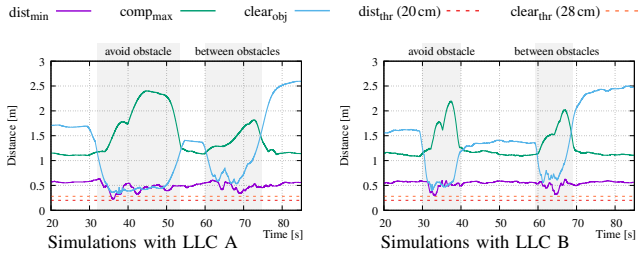 dist_min comp_max clear_obj dist_thr (20 cm) clear_thr (28 cm)
avoid obstacle between obstacles avoid obstacle between obstacles
Distance [m]
3
2.5
2
1.5
1
0.5
0
20 30 40 50 60 70 80 Time [s]
Simulations with LLC A
Distance [m]
3
2.5
2
1.5
1
0.5
0
20 30 40 50 60 70 80 Time [s]
Simulations with LLC B